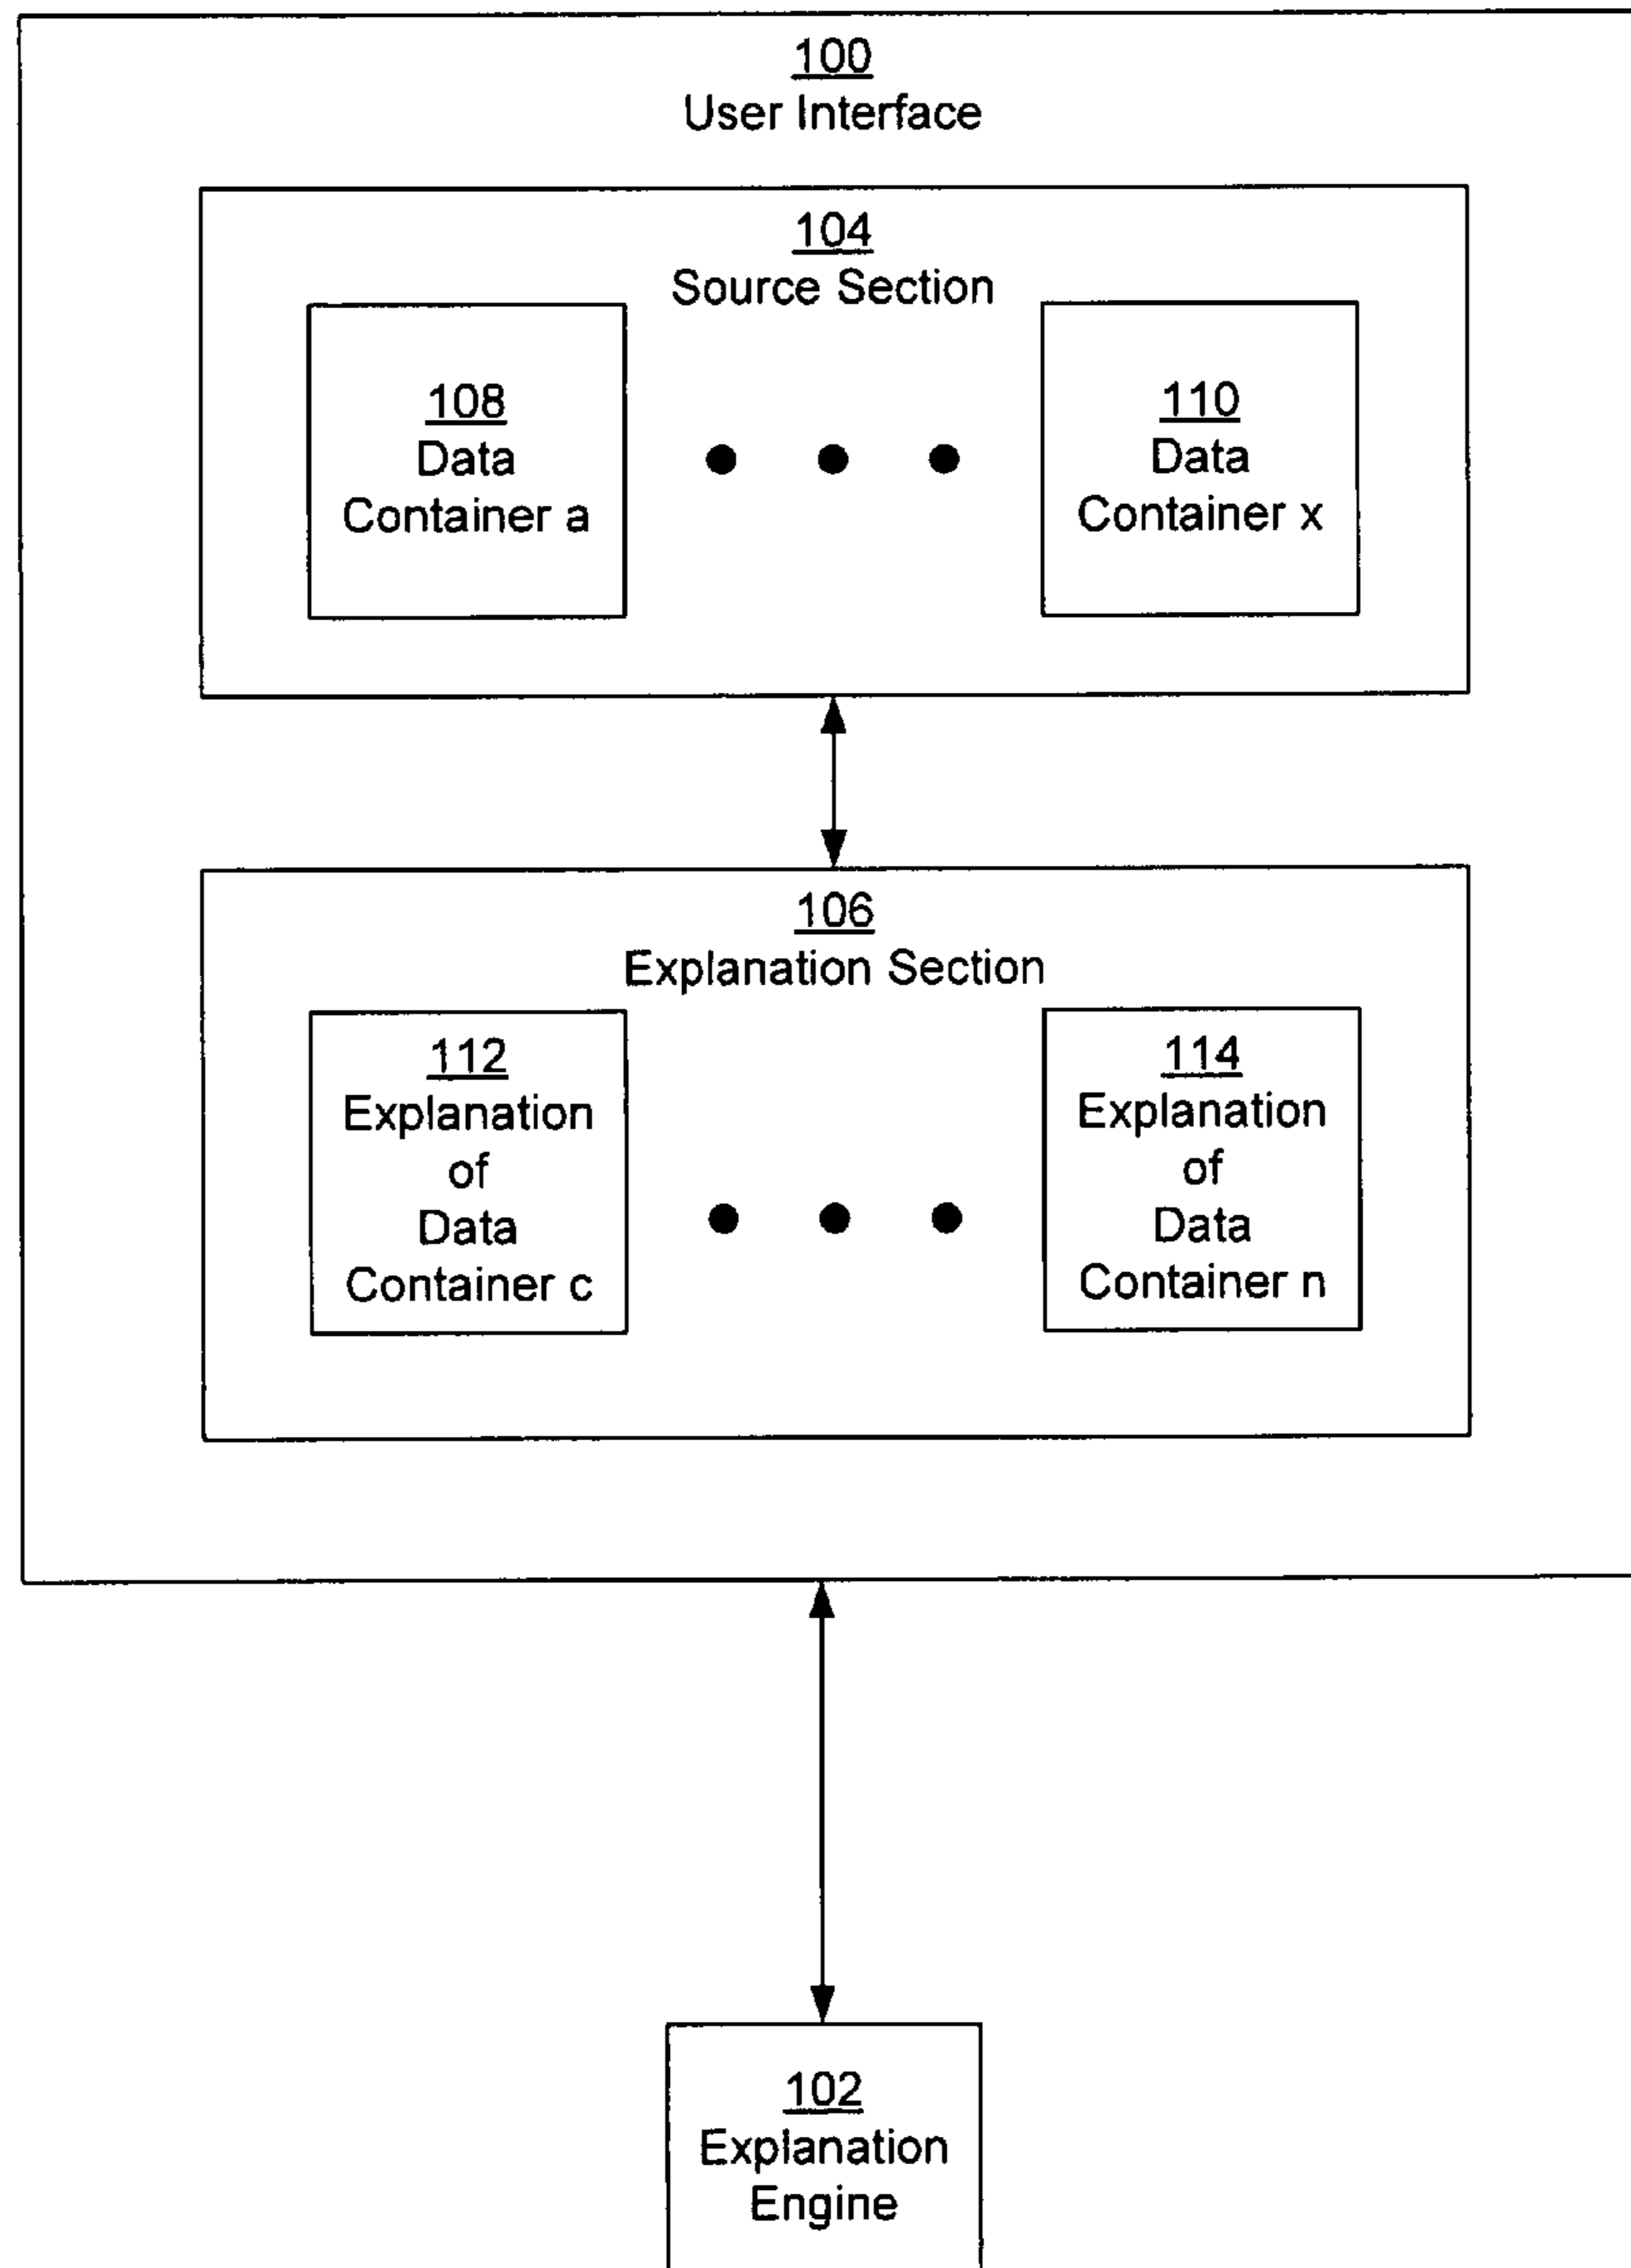 100
User Interface
104
Source Section
108
Data
Container a
110
Data
Container x
106
Explanation Section
112
Explanation
of
Data
Container c
114
Explanation
of
Data
Container n
102
Explanation
Engine